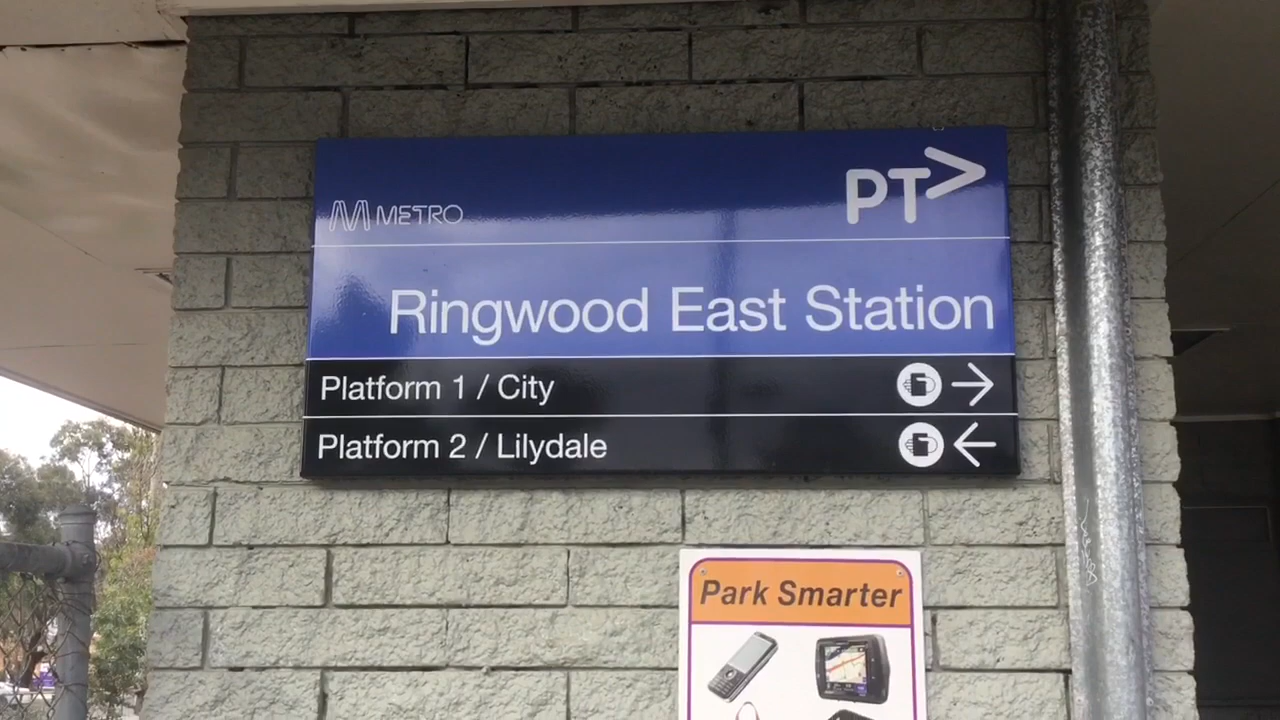 METRO
PT>
Ringwood East Station
Platform 1 / City
Platform 2 / Lilydale
Park Smarter